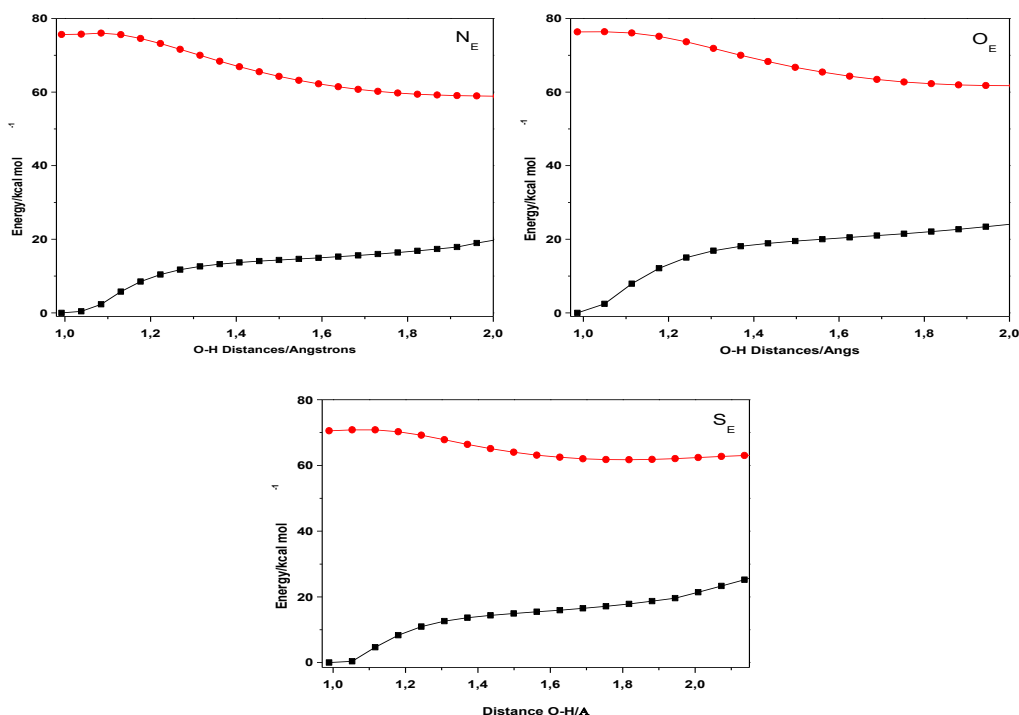 80
60
40
20
0
Energy/kcal mol -1
N_E
1,0 1,2 1,4 1,6 1,8 2,0
O-H Distances/Angstrons
80
60
40
20
0
Energy/kcal mol -1
O_E
1,0 1,2 1,4 1,6 1,8 2,0
O-H Distances/Angs
80
60
40
20
0
Energy/kcal mol -1
S_E
1,0 1,2 1,4 1,6 1,8 2,0
Distance O-H/A